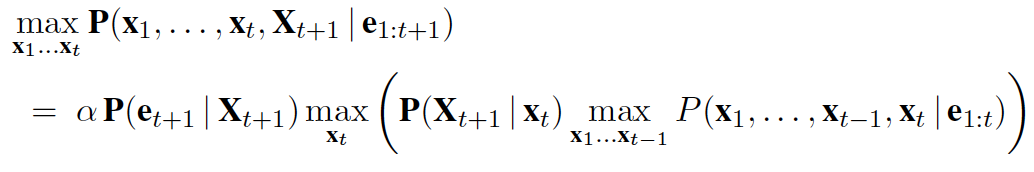 max_{x_1...x_t} P(x_1, ..., x_t, X_{t+1} | e_{1:t+1})
= α P(e_{t+1} | X_{t+1}) max_{x_t} ( P(X_{t+1} | x_t) max_{x_1...x_{t−1}} P(x_1, ..., x_{t−1}, x_t | e_{1:t}) )